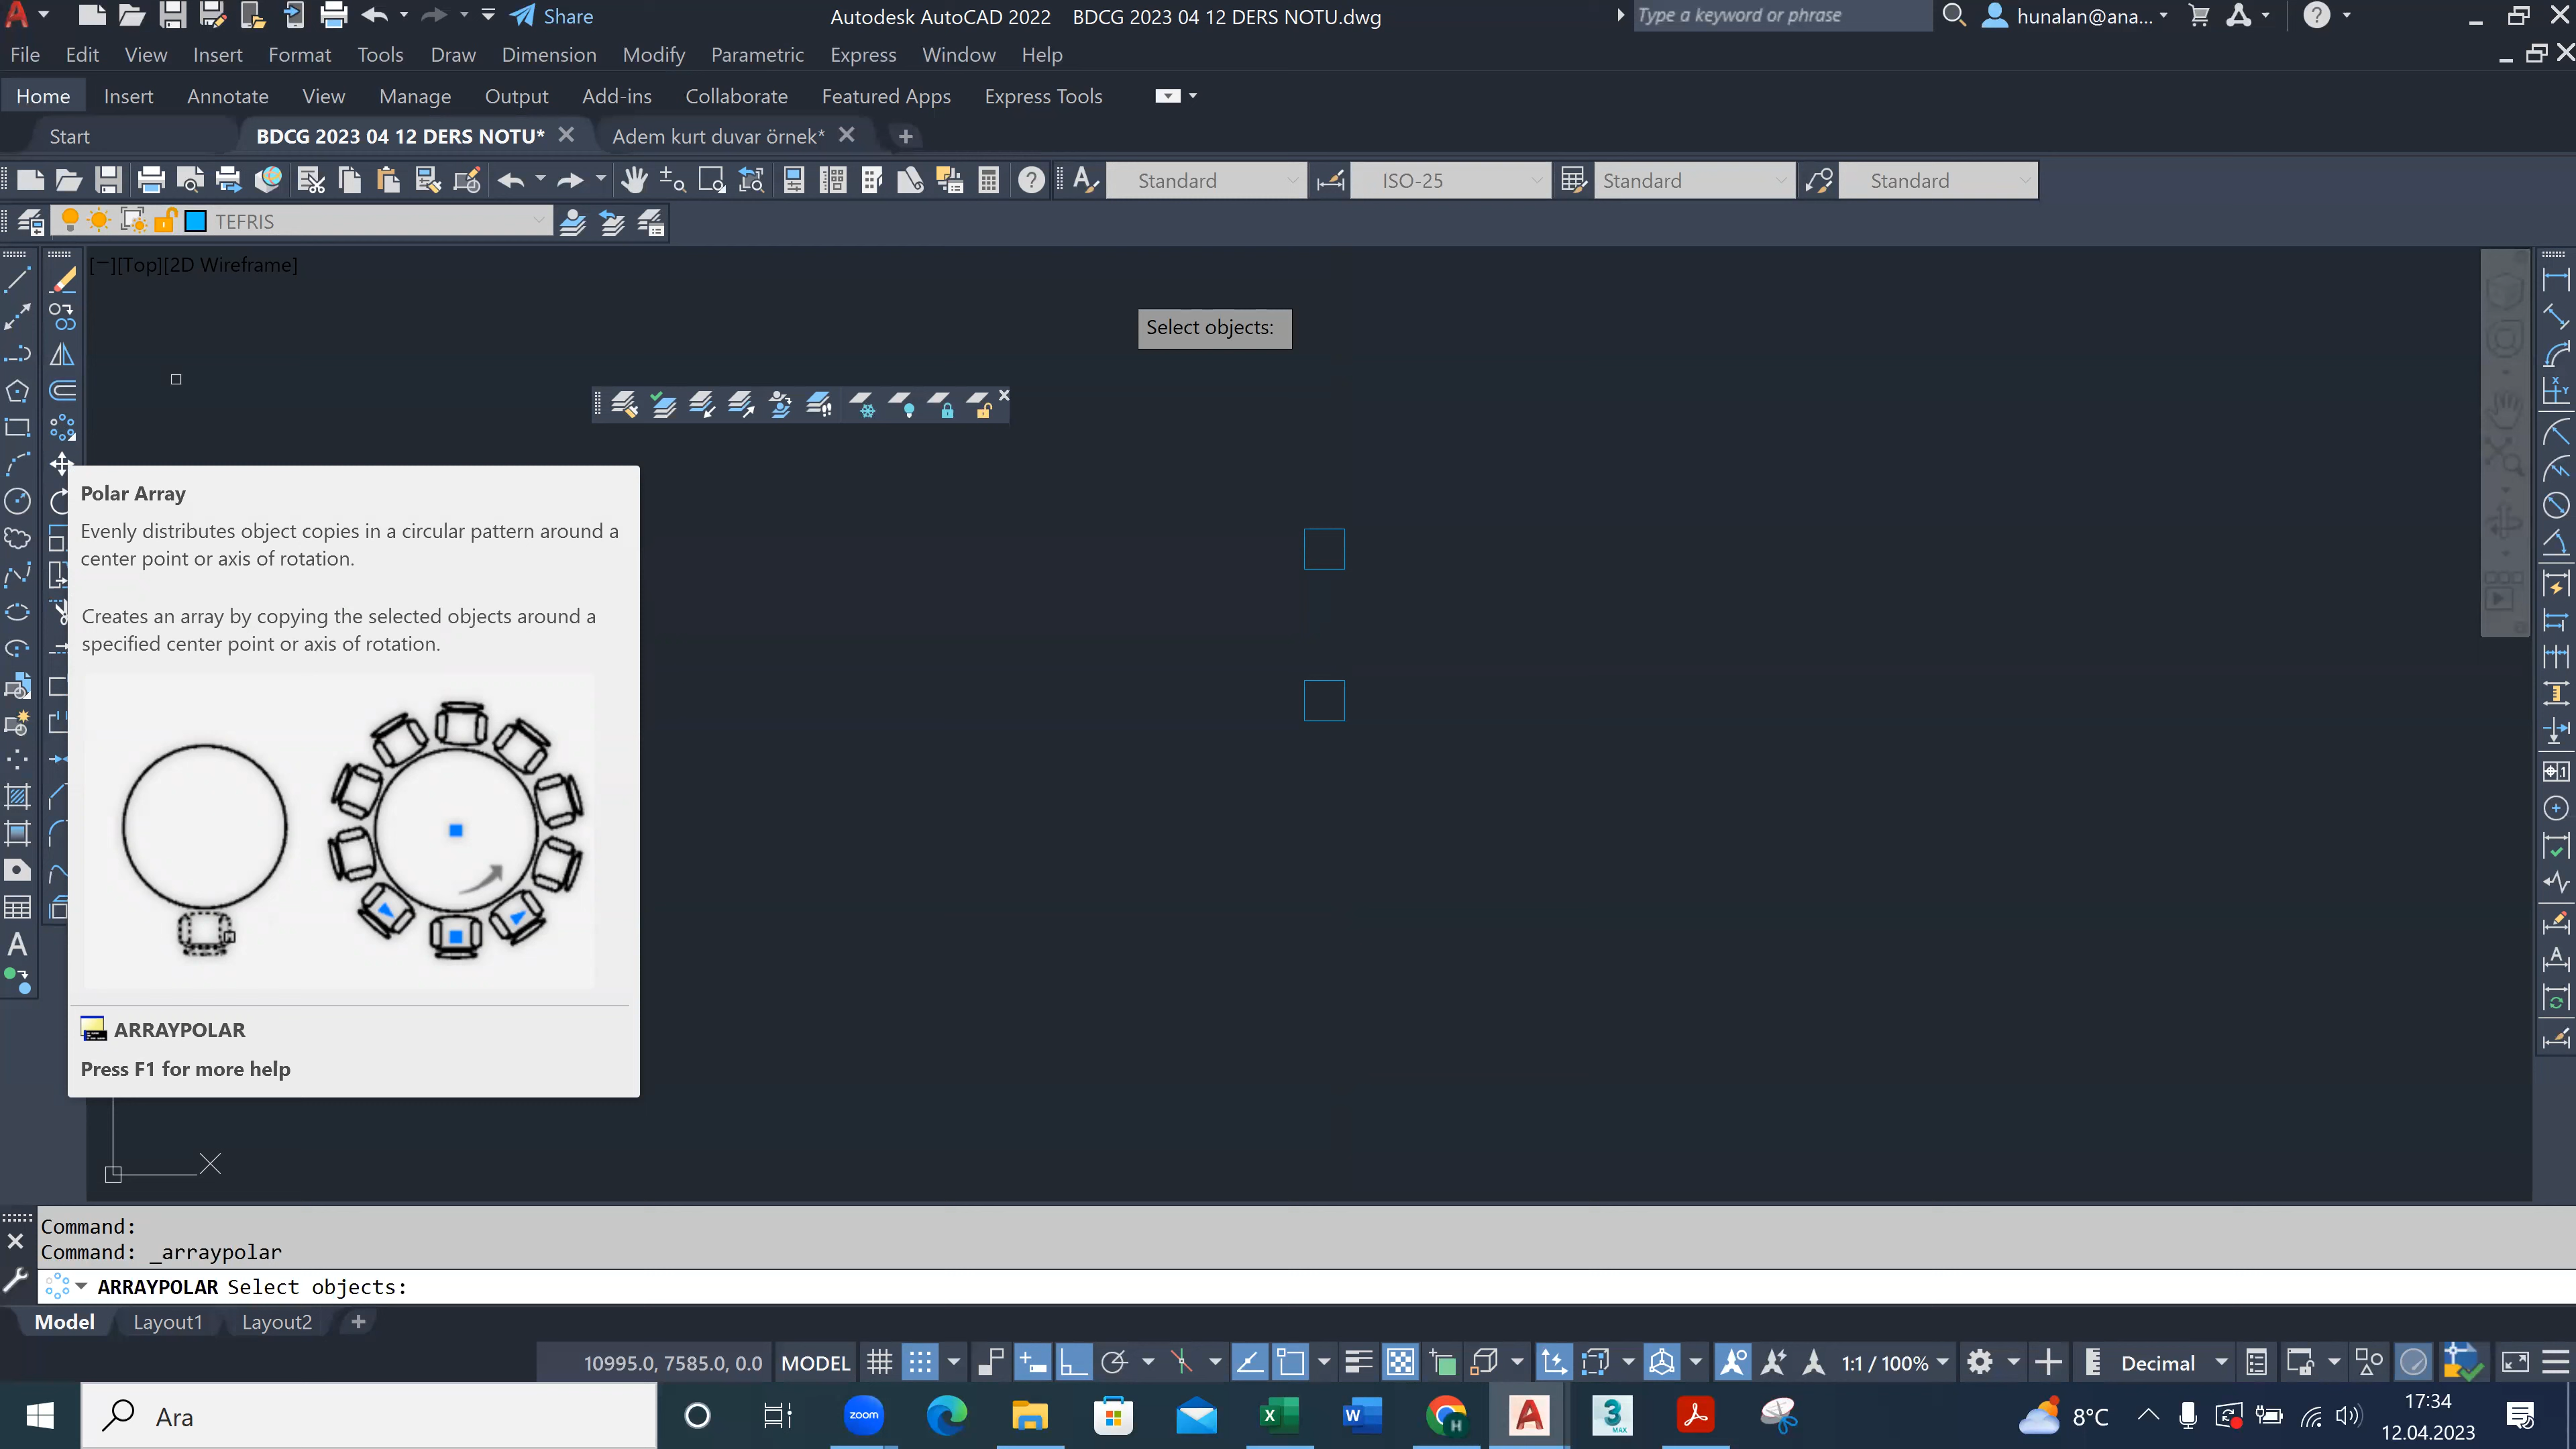 Share
Autodesk AutoCAD 2022 BDCG 2023 04 12 DERS NOTU.dwg
Type a keyword or phrase
hunalan@ana...
File Edit View Insert Format Tools Draw Dimension Modify Parametric Express Window Help
Home Insert Annotate View Manage Output Add-ins Collaborate Featured Apps Express Tools
Start BDCG 2023 04 12 DERS NOTU* Adem kurt duvar örnek*
Standard ISO-25 Standard Standard
TEFRIS
[−][Top][2D Wireframe]
Select objects:
Polar Array
Evenly distributes object copies in a circular pattern around a
center point or axis of rotation.
Creates an array by copying the selected objects around a
specified center point or axis of rotation.
ARRAYPOLAR
Press F1 for more help
Command:
Command: _arraypolar
ARRAYPOLAR Select objects:
Model Layout1 Layout2
10995.0, 7585.0, 0.0 MODEL 1:1 / 100% Decimal
Ara
zoom
8°C
17:34
12.04.2023